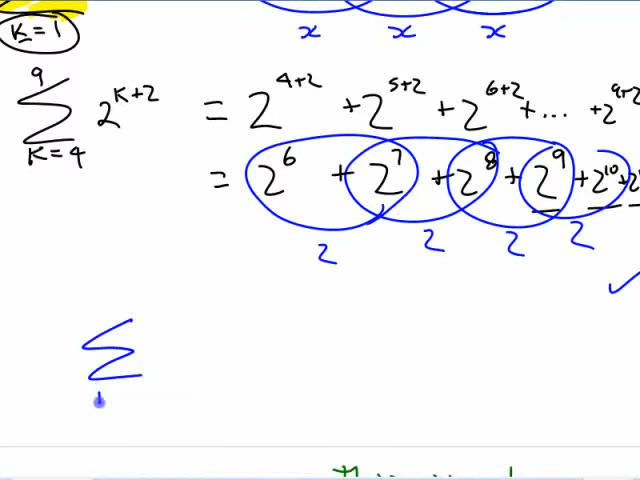 k=1
x x x
9
∑ 2^{k+2} = 2^{4+2} + 2^{5+2} + 2^{6+2} + ... + 2^{9+2}
k=4
= 2^6 + 2^7 + 2^8 + 2^9 + 2^{10} + 2
2 2 2 2
∑